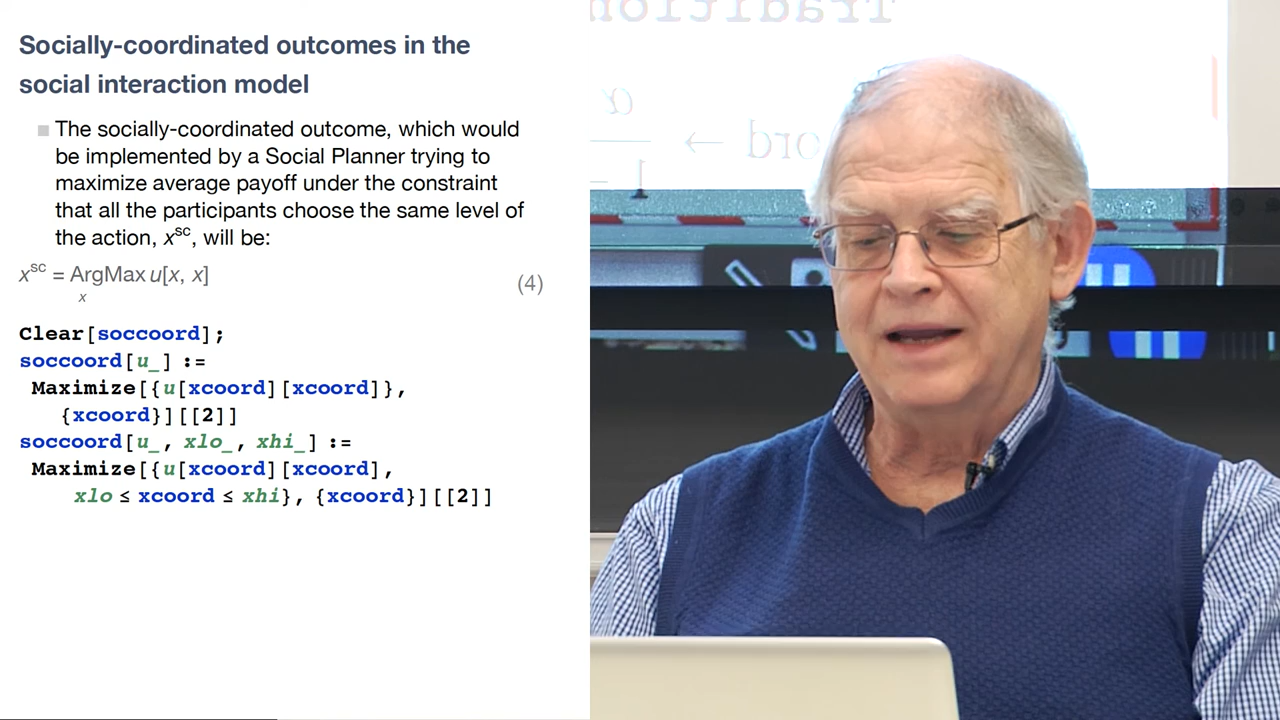 Socially-coordinated outcomes in the
social interaction model
The socially-coordinated outcome, which would
be implemented by a Social Planner trying to
maximize average payoff under the constraint
that all the participants choose the same level of
the action, x^sc, will be:
x^sc = ArgMax u[x, x]
x
(4)
Clear[soccoord];
soccoord[u_] :=
Maximize[{u[xcoord][xcoord]},
{xcoord}][[2]]
soccoord[u_, xlo_, xhi_] :=
Maximize[{u[xcoord][xcoord],
xlo ≤ xcoord ≤ xhi}, {xcoord}][[2]]
Tradition
ord → α